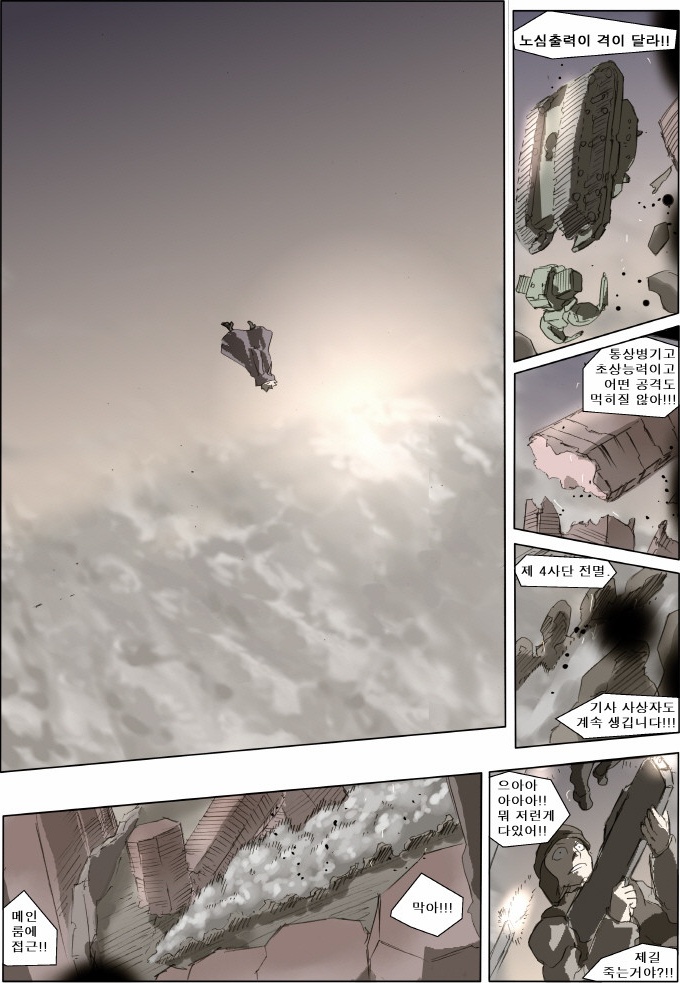 노심출력이 격이 달라!!
통상병기고
초상능력이고
어떤 공격도
먹히질 않아!!!
제 4사단 전멸.
기사 사상자도
계속 생깁니다!!!
메인
룸에
접근!!
막아!!!
으아아
아아아!!
뭐 저런게
다있어!!
제길
죽는거야?!!